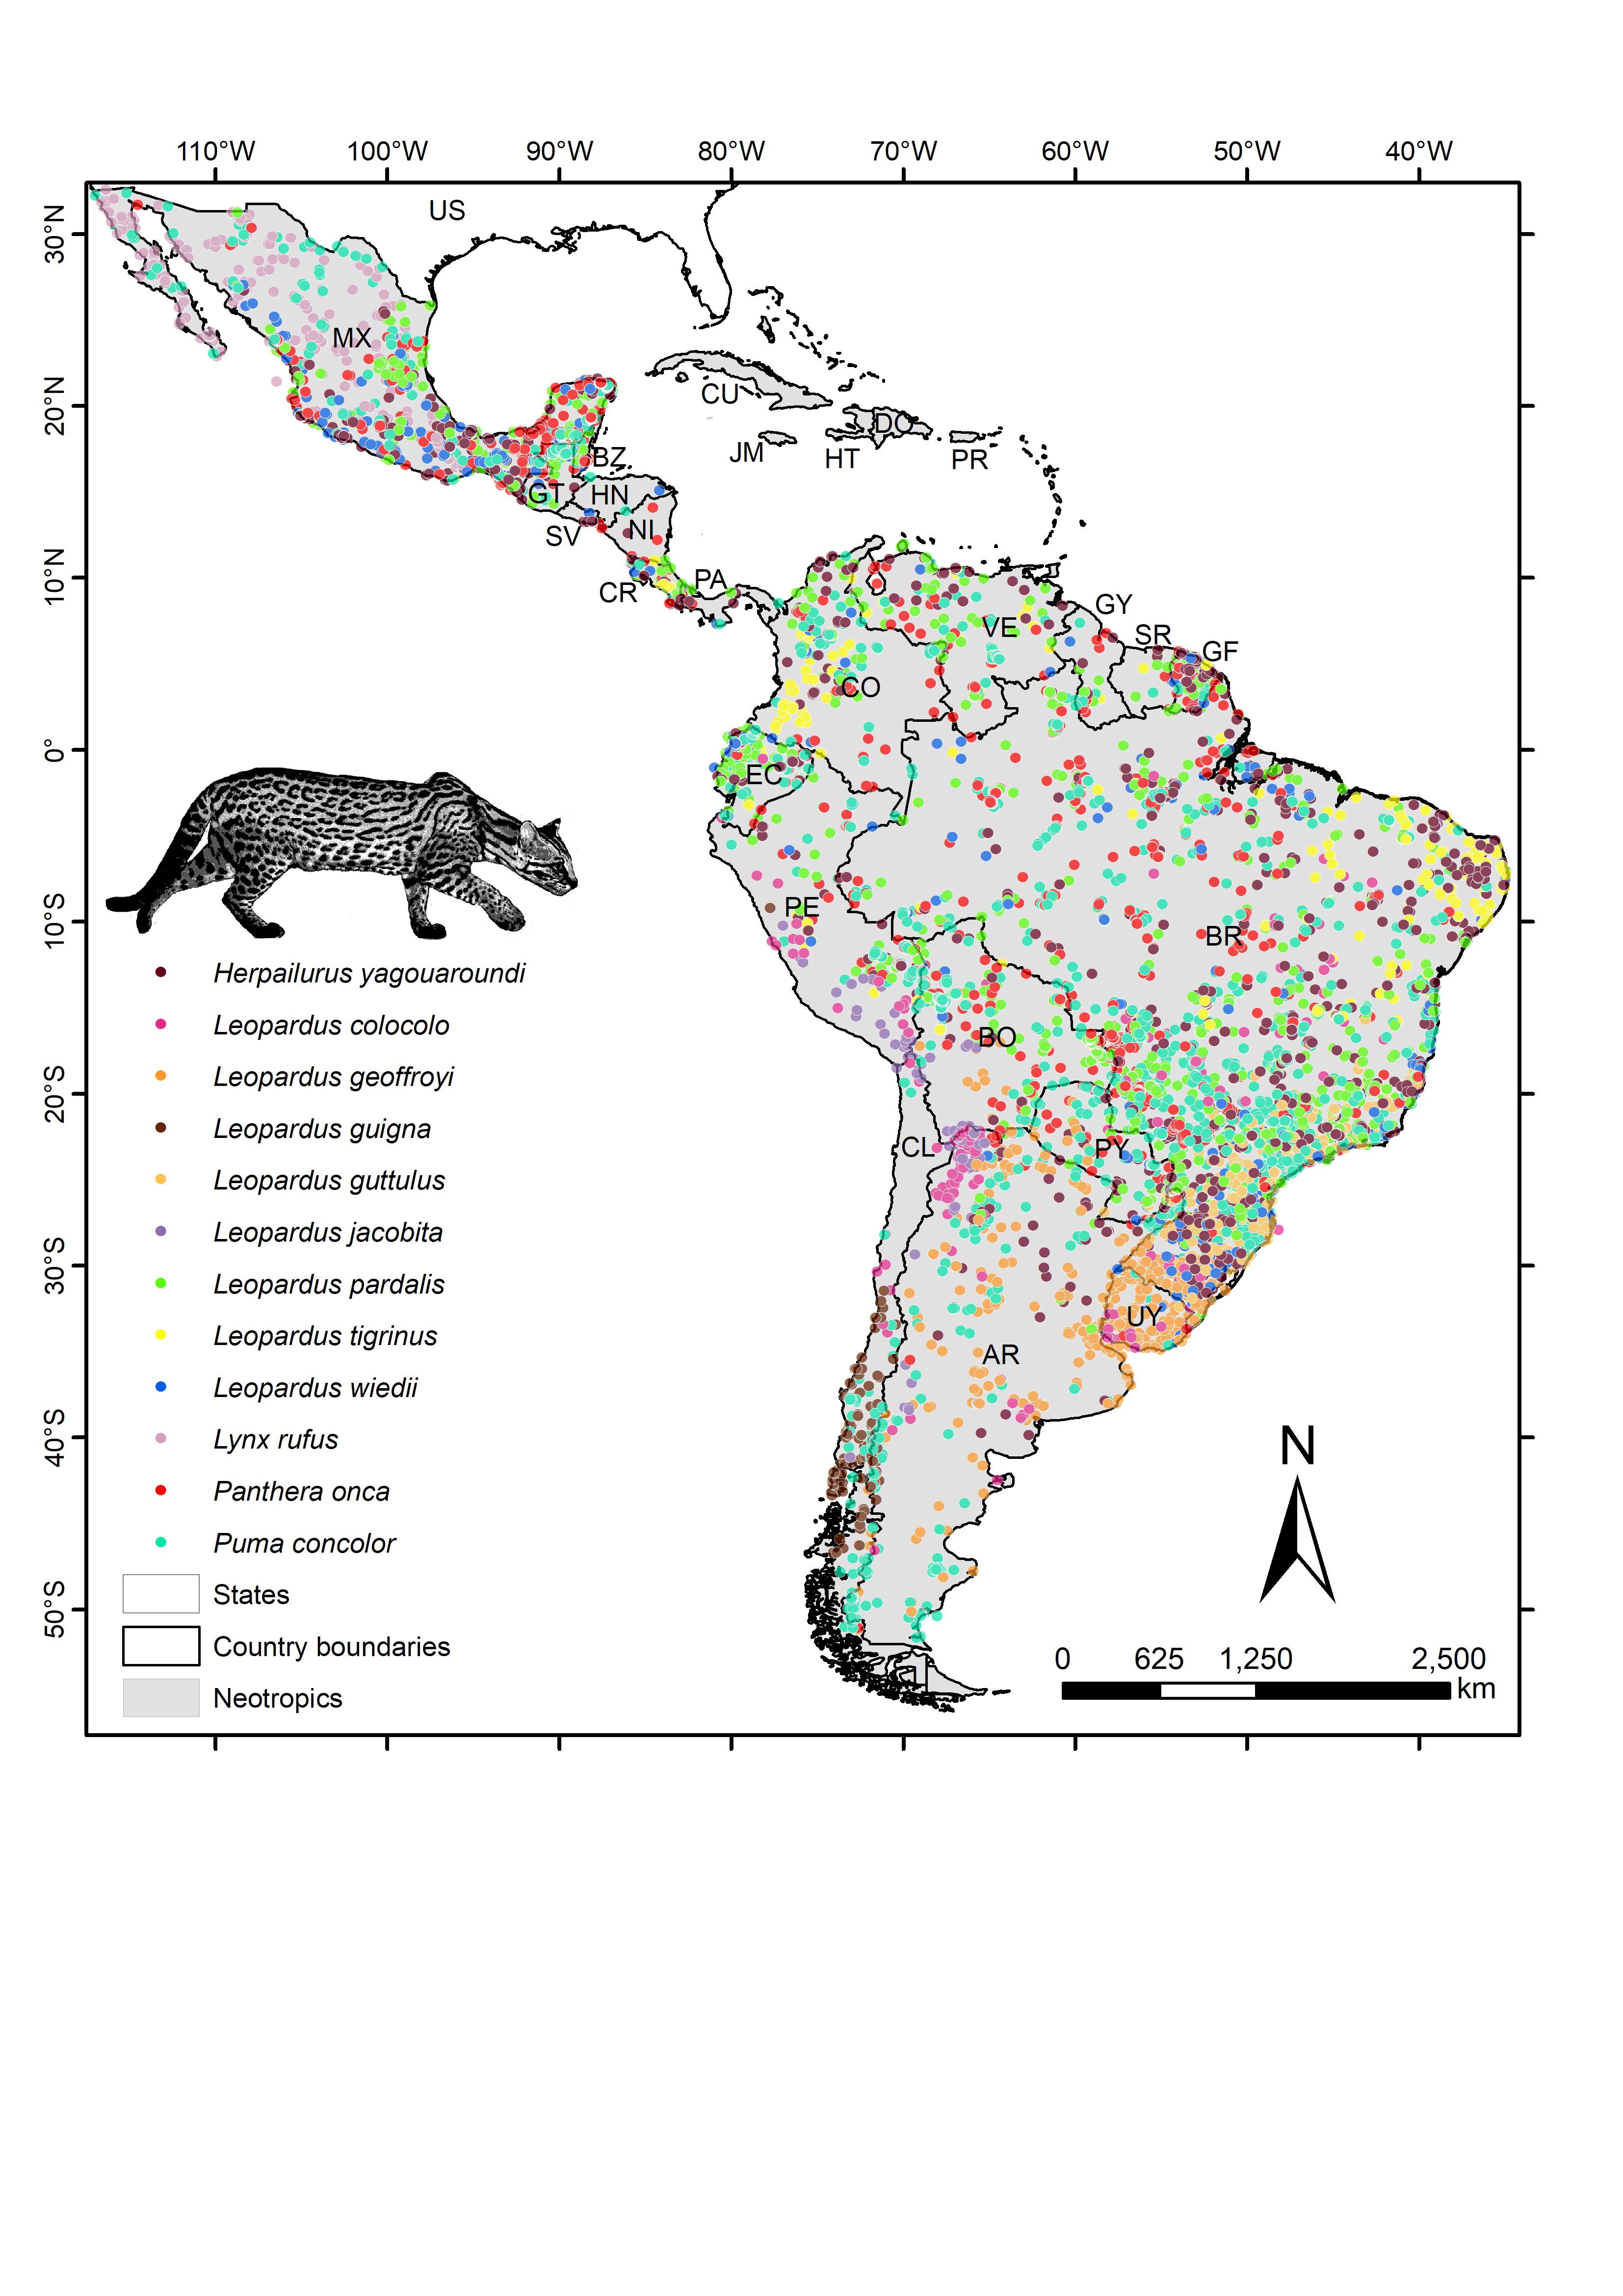 110°W 100°W 90°W 80°W 70°W 60°W 50°W 40°W
30°N
20°N
10°N
0°
10°S
20°S
30°S
40°S
50°S
US
MX
CU
DO
JM
HT
PR
BZ
GT
HN
SV
NI
CR
PA
VE
GY
SR
GF
CO
EC
PE
BR
BO
CL
PY
UY
AR
CL
Herpailurus yagouaroundi
Leopardus colocolo
Leopardus geoffroyi
Leopardus guigna
Leopardus guttulus
Leopardus jacobita
Leopardus pardalis
Leopardus tigrinus
Leopardus wiedii
Lynx rufus
Panthera onca
Puma concolor
States
Country boundaries
Neotropics
N
0 625 1,250 2,500
km